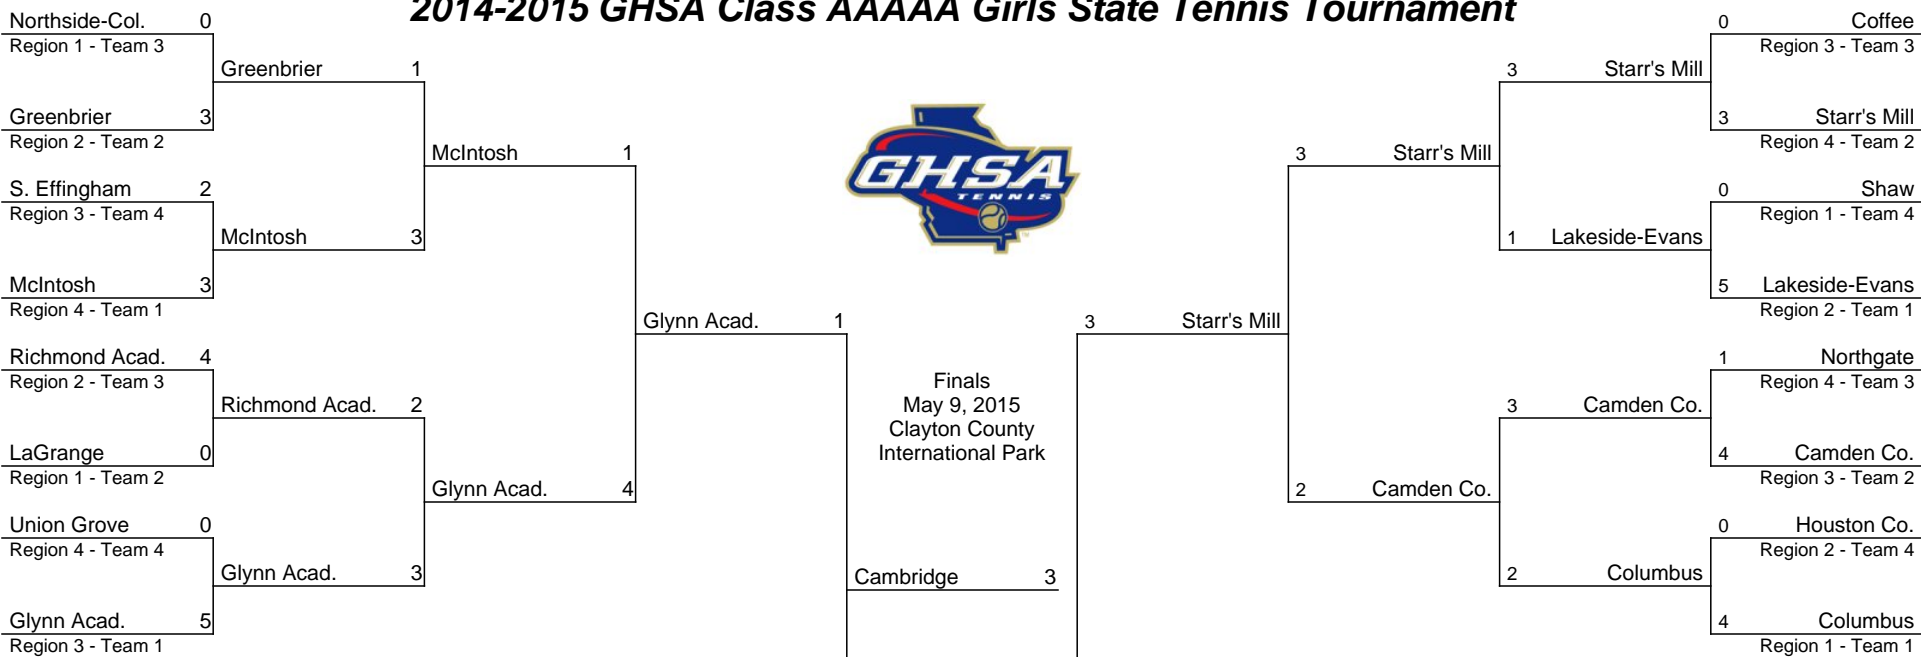 2014-2015 GHSA Class AAAAA Girls State Tennis Tournament
Northside-Col. 0
Region 1 - Team 3
Greenbrier 1
Greenbrier 3
Region 2 - Team 2
McIntosh 1
S. Effingham 2
Region 3 - Team 4
McIntosh 3
McIntosh 3
Region 4 - Team 1
Glynn Acad. 1
Richmond Acad. 4
Region 2 - Team 3
Richmond Acad. 2
LaGrange 0
Region 1 - Team 2
Glynn Acad. 4
Union Grove 0
Region 4 - Team 4
Glynn Acad. 3
Glynn Acad. 5
Region 3 - Team 1
GHSA
TENNIS
Finals
May 9, 2015
Clayton County
International Park
Cambridge 3
0 Coffee
Region 3 - Team 3
3 Starr's Mill
3 Starr's Mill
Region 4 - Team 2
3 Starr's Mill
0 Shaw
Region 1 - Team 4
1 Lakeside-Evans
5 Lakeside-Evans
Region 2 - Team 1
3 Starr's Mill
1 Northgate
Region 4 - Team 3
3 Camden Co.
4 Camden Co.
Region 3 - Team 2
2 Camden Co.
0 Houston Co.
Region 2 - Team 4
2 Columbus
4 Columbus
Region 1 - Team 1